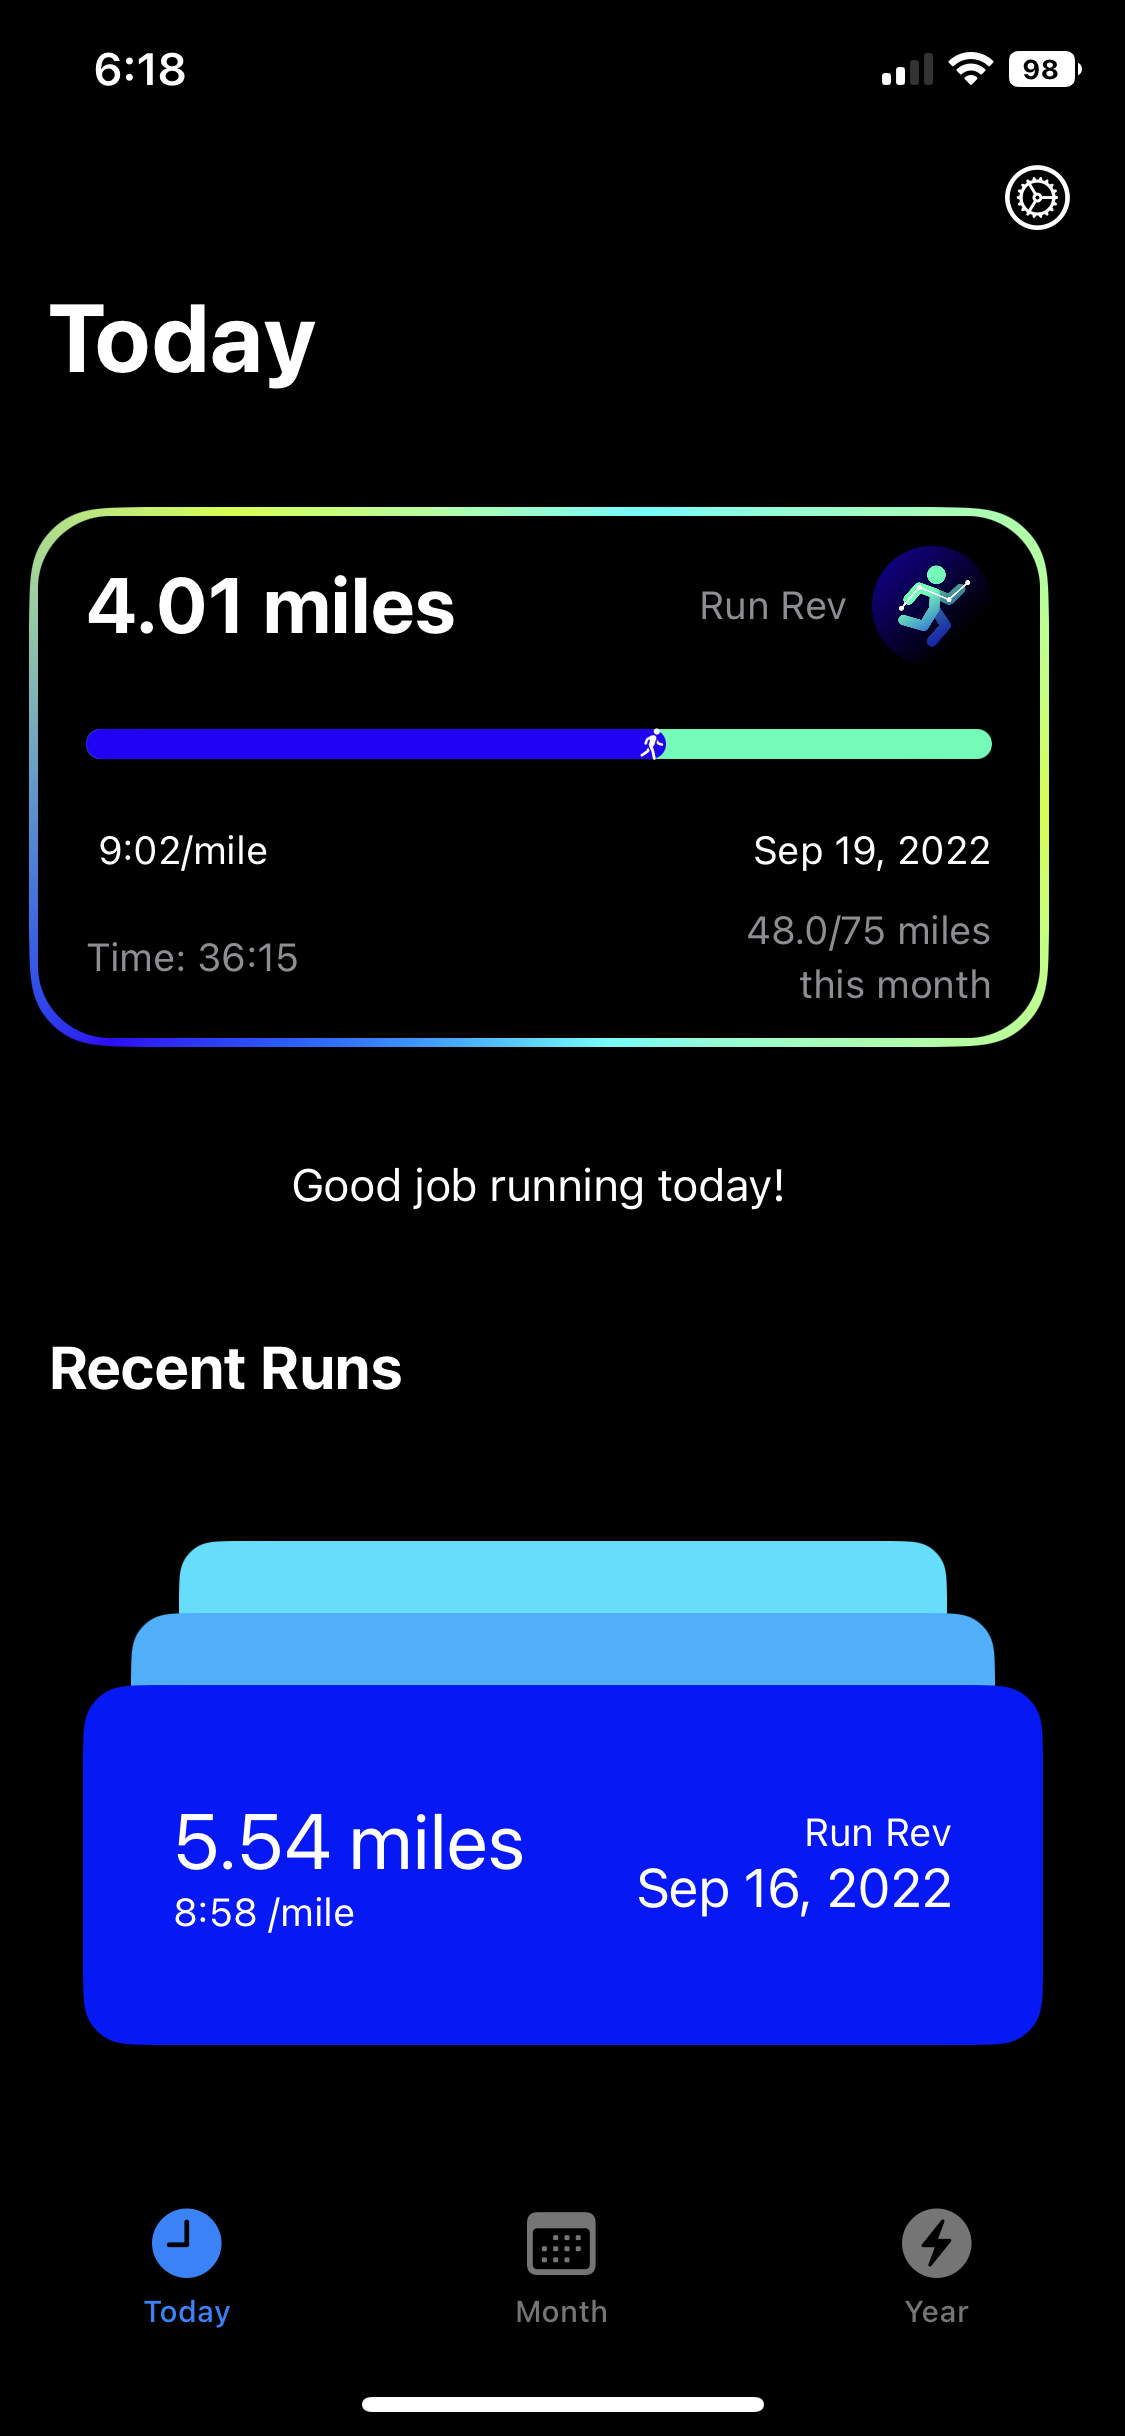 6:18
98
Today
4.01 miles
Run Rev
9:02/mile
Sep 19, 2022
Time: 36:15
48.0/75 miles
this month
Good job running today!
Recent Runs
5.54 miles
Run Rev
8:58 /mile
Sep 16, 2022
Today
Month
Year